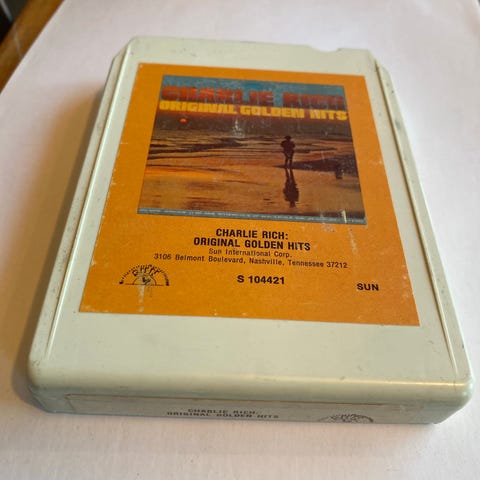 CHARLIE RICH
ORIGINAL GOLDEN HITS
CHARLIE RICH:
ORIGINAL GOLDEN HITS
Sun International Corp.
3106 Belmont Boulevard, Nashville, Tennessee 37212
S 104421
SUN
SUN
CHARLIE RICH:
ORIGINAL GOLDEN HITS